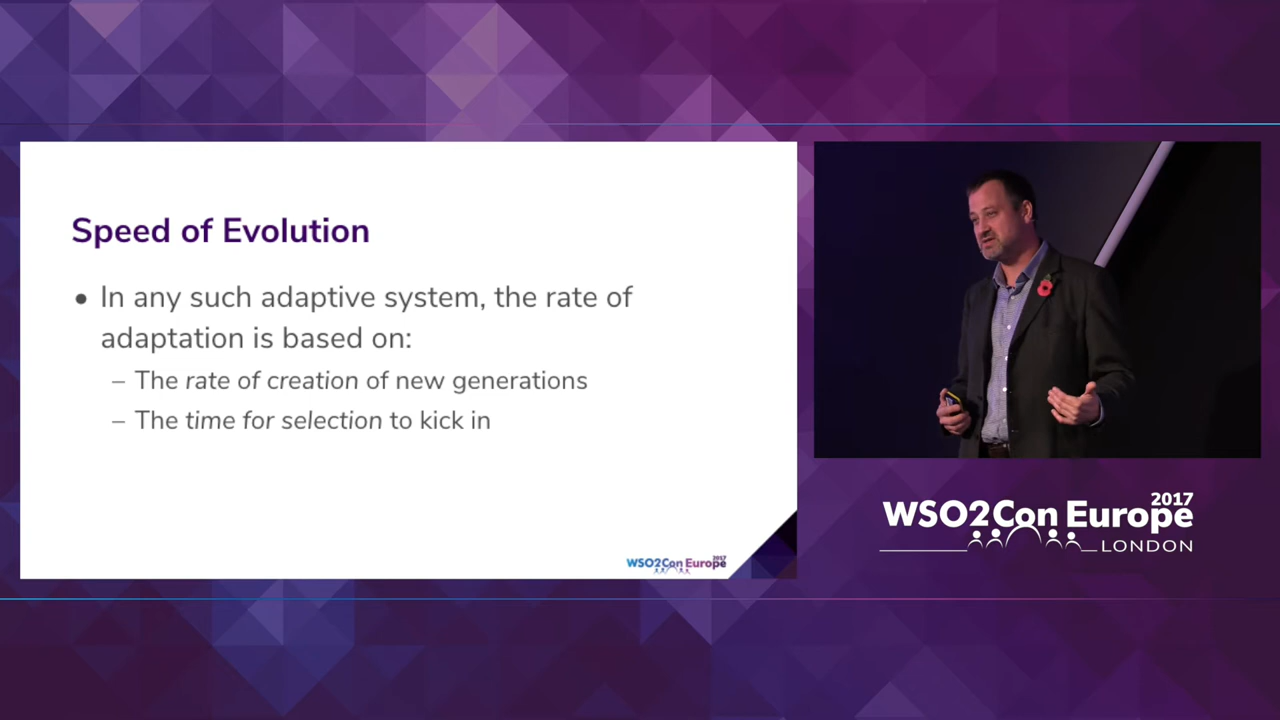 Speed of Evolution
• In any such adaptive system, the rate of
adaptation is based on:
– The rate of creation of new generations
– The time for selection to kick in
WSO2Con Europe 2017
2017
WSO2Con Europe
LONDON